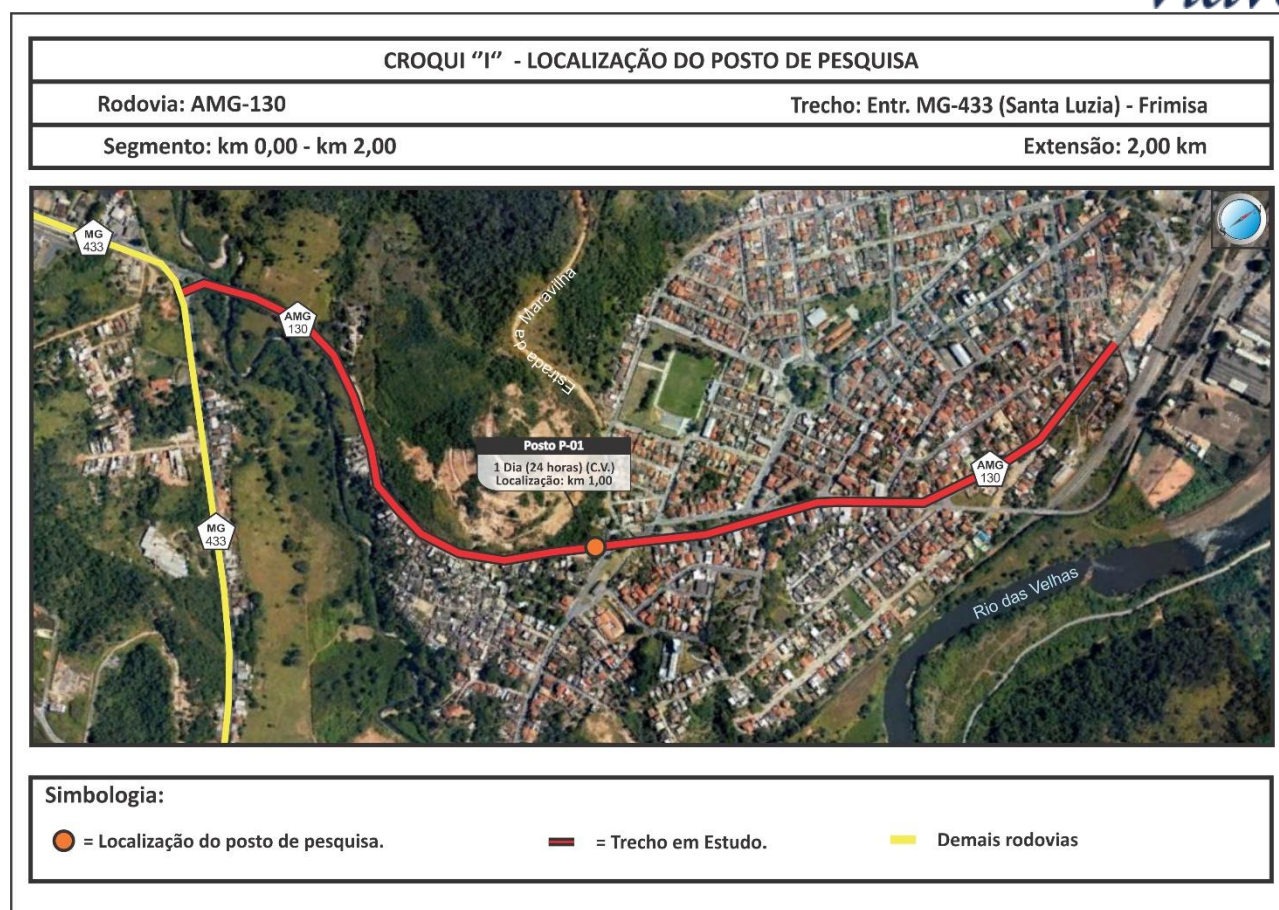 CROQUI ‘’I‘’ - LOCALIZAÇÃO DO POSTO DE PESQUISA
Rodovia: AMG-130
Trecho: Entr. MG-433 (Santa Luzia) - Frimisa
Segmento: km 0,00 - km 2,00
Extensão: 2,00 km
MG
433
AMG
130
Estrada da Maravilha
Posto P-01
1 Dia (24 horas) (C.V.)
Localização: km 1,00
AMG
130
MG
433
Rio das Velhas
Simbologia:
= Localização do posto de pesquisa.
= Trecho em Estudo.
Demais rodovias